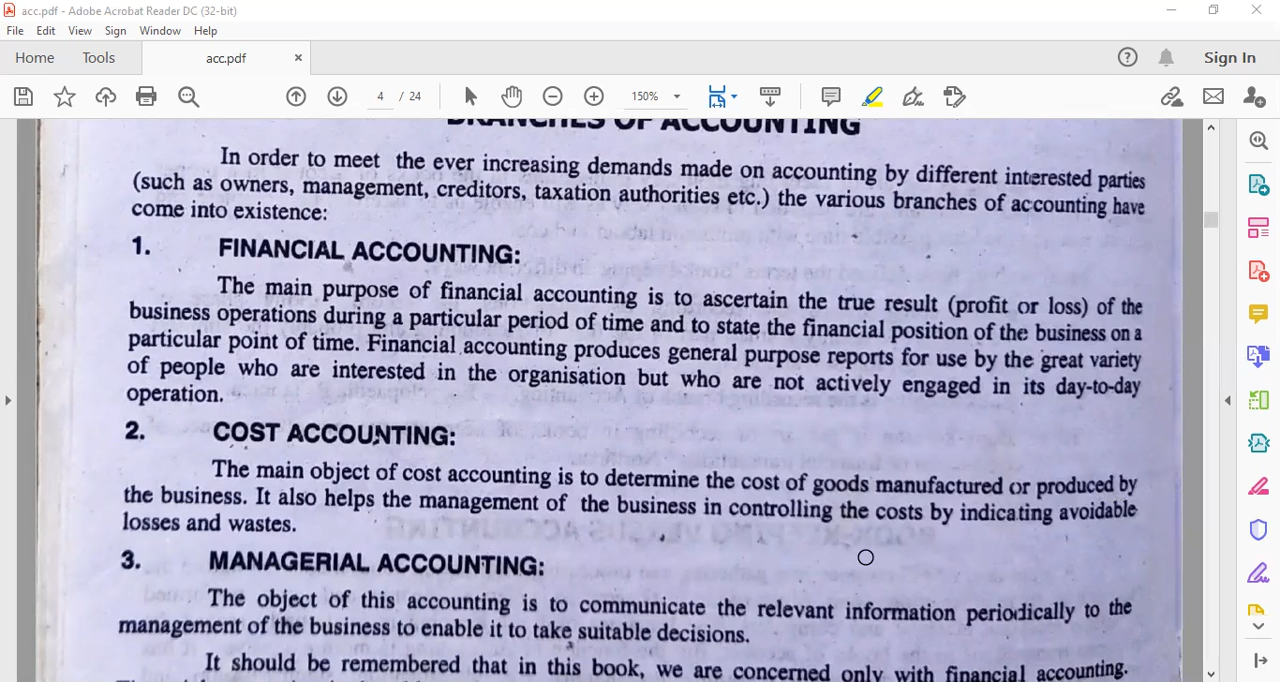 acc.pdf - Adobe Acrobat Reader DC (32-bit)
File Edit View Sign Window Help
Home Tools acc.pdf × Sign In
4 / 24 150%
BRANCHES OF ACCOUNTING
In order to meet the ever increasing demands made on accounting by different interested parties
(such as owners, management, creditors, taxation authorities etc.) the various branches of accounting have
come into existence:
1. FINANCIAL ACCOUNTING:
The main purpose of financial accounting is to ascertain the true result (profit or loss) of the
business operations during a particular period of time and to state the financial position of the business on a
particular point of time. Financial accounting produces general purpose reports for use by the great variety
of people who are interested in the organisation but who are not actively engaged in its day-to-day
operation.
2. COST ACCOUNTING:
The main object of cost accounting is to determine the cost of goods manufactured or produced by
the business. It also helps the management of the business in controlling the costs by indicating avoidable
losses and wastes.
3. MANAGERIAL ACCOUNTING:
The object of this accounting is to communicate the relevant information periodically to the
management of the business to enable it to take suitable decisions.
It should be remembered that in this book, we are concerned only with financial accounting.